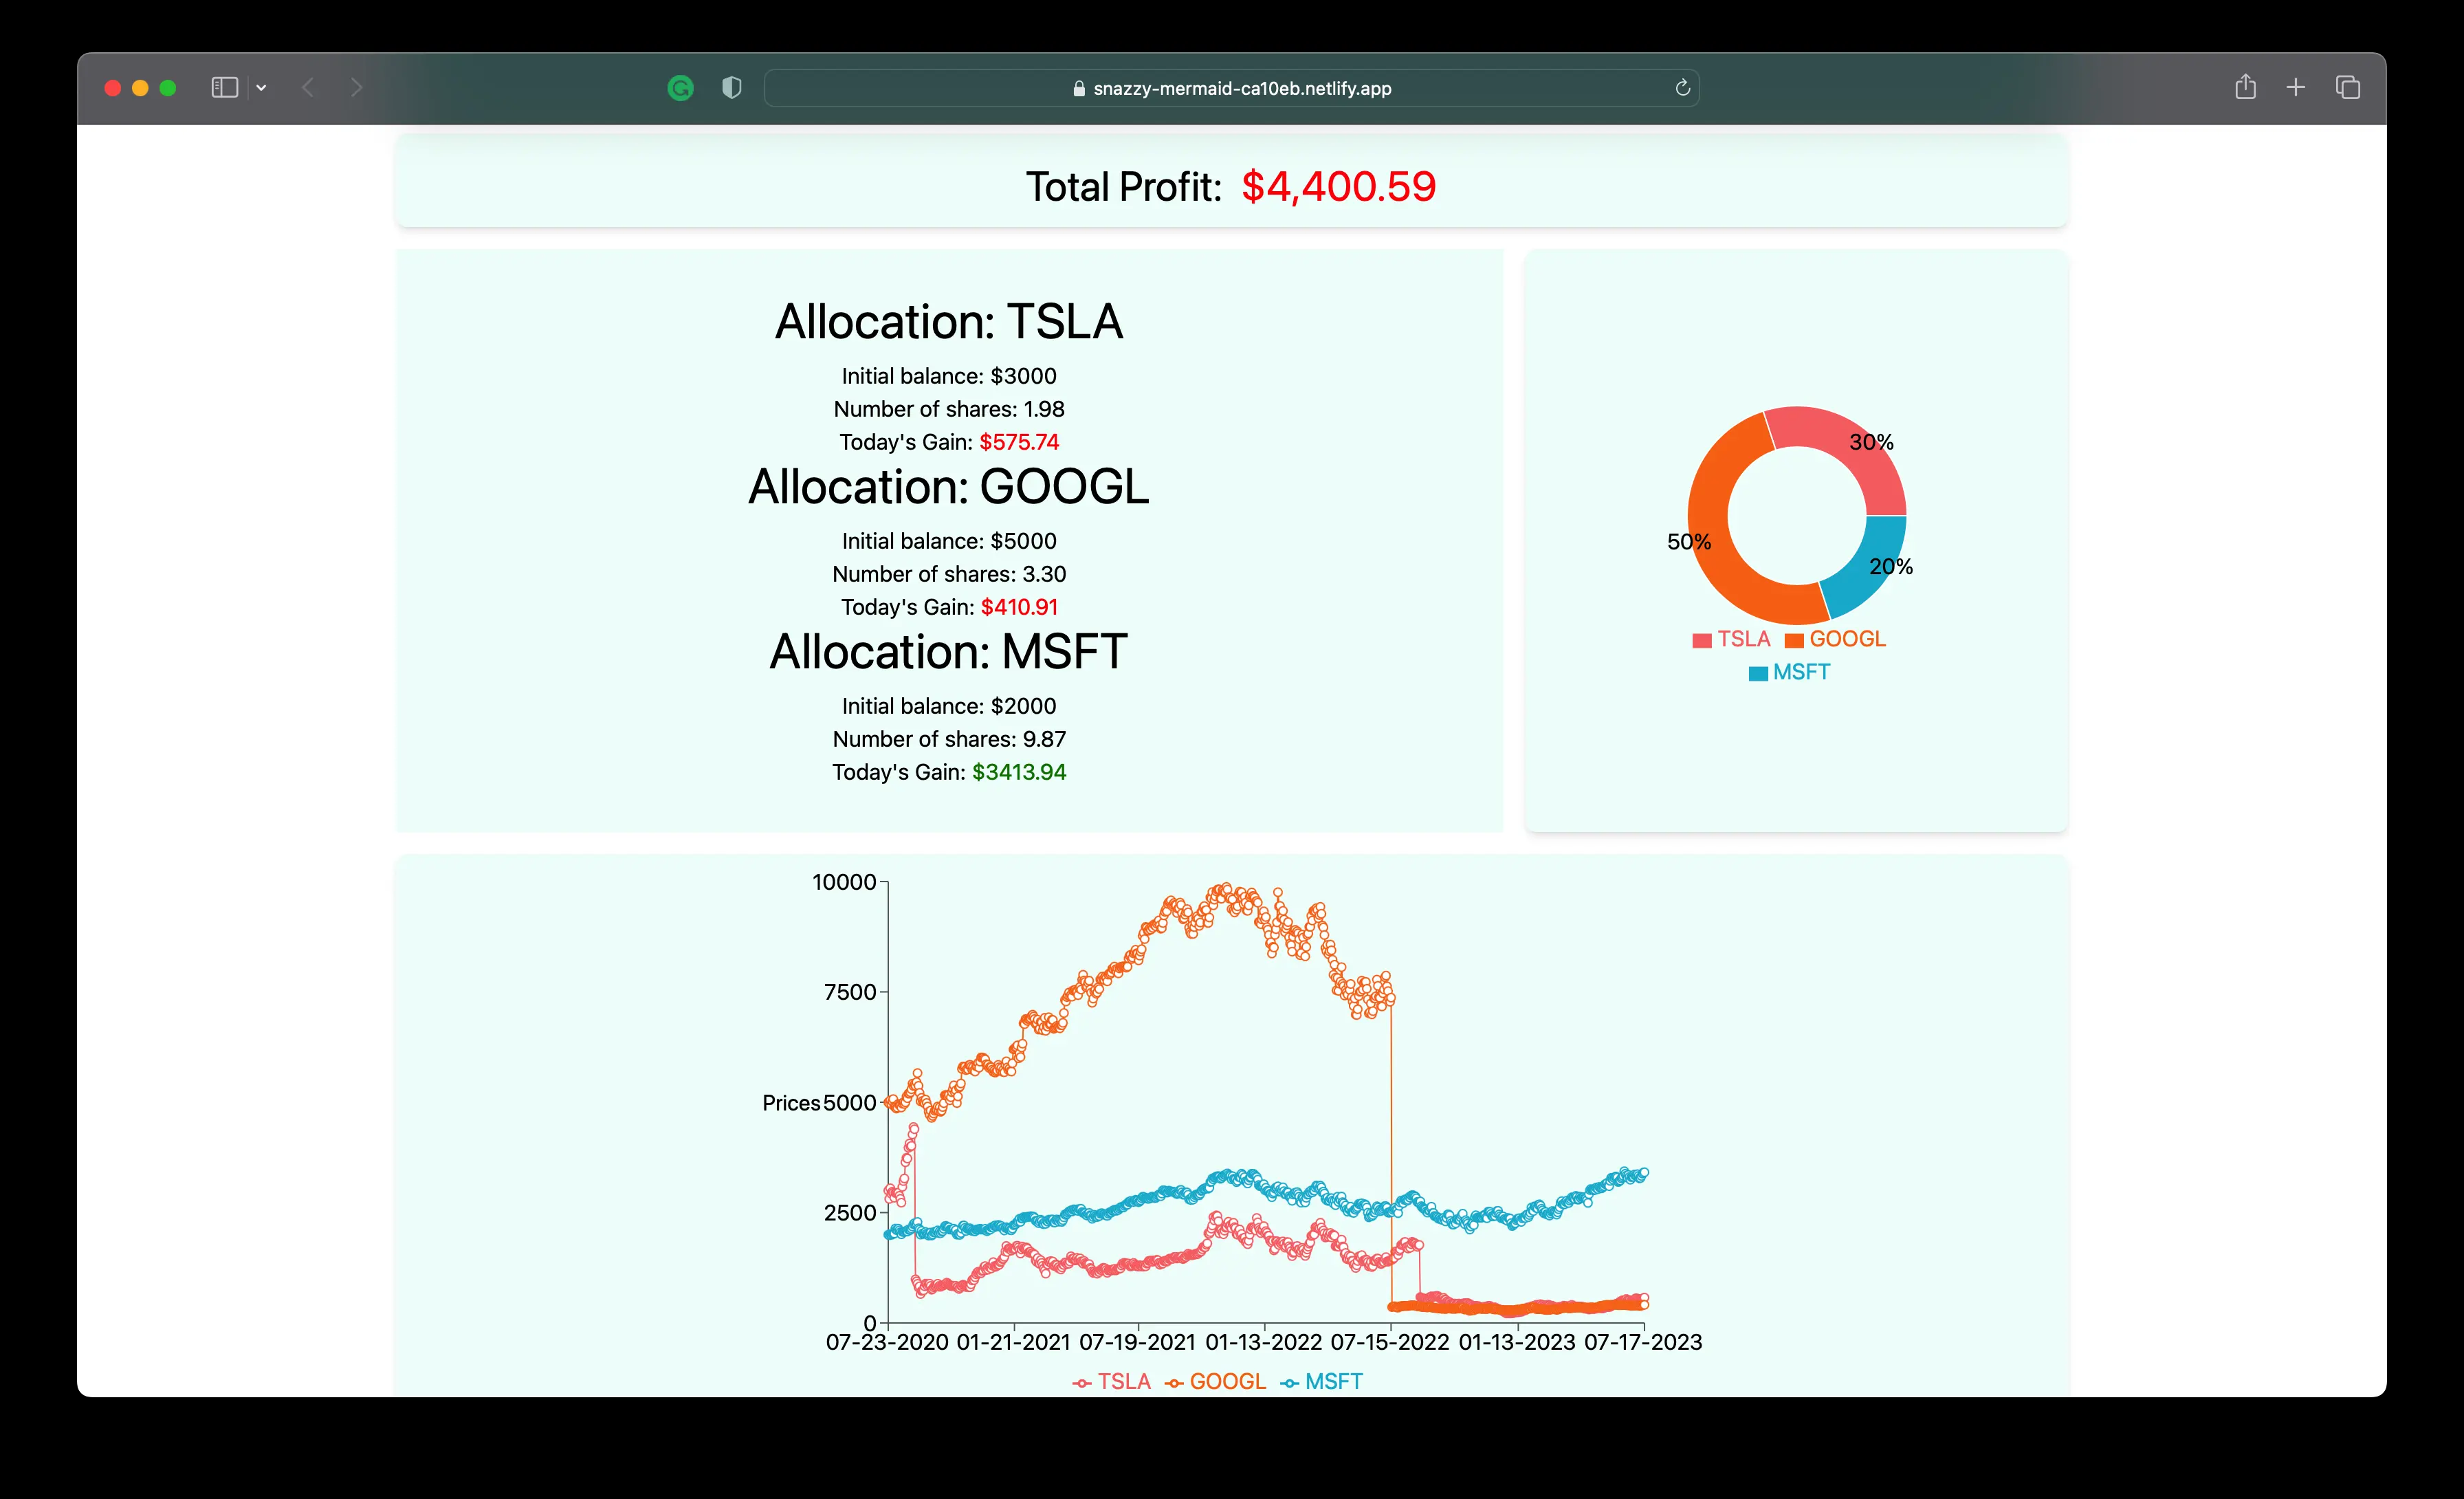 snazzy-mermaid-ca10eb.netlify.app
Total Profit: $4,400.59
Allocation: TSLA
Initial balance: $3000
Number of shares: 1.98
Today's Gain: $575.74
Allocation: GOOGL
Initial balance: $5000
Number of shares: 3.30
Today's Gain: $410.91
Allocation: MSFT
Initial balance: $2000
Number of shares: 9.87
Today's Gain: $3413.94
30%
50%
20%
TSLA GOOGL
MSFT
10000
7500
Prices 5000
2500
0
07-23-2020 01-21-2021 07-19-2021 01-13-2022 07-15-2022 01-13-2023 07-17-2023
TSLA GOOGL MSFT